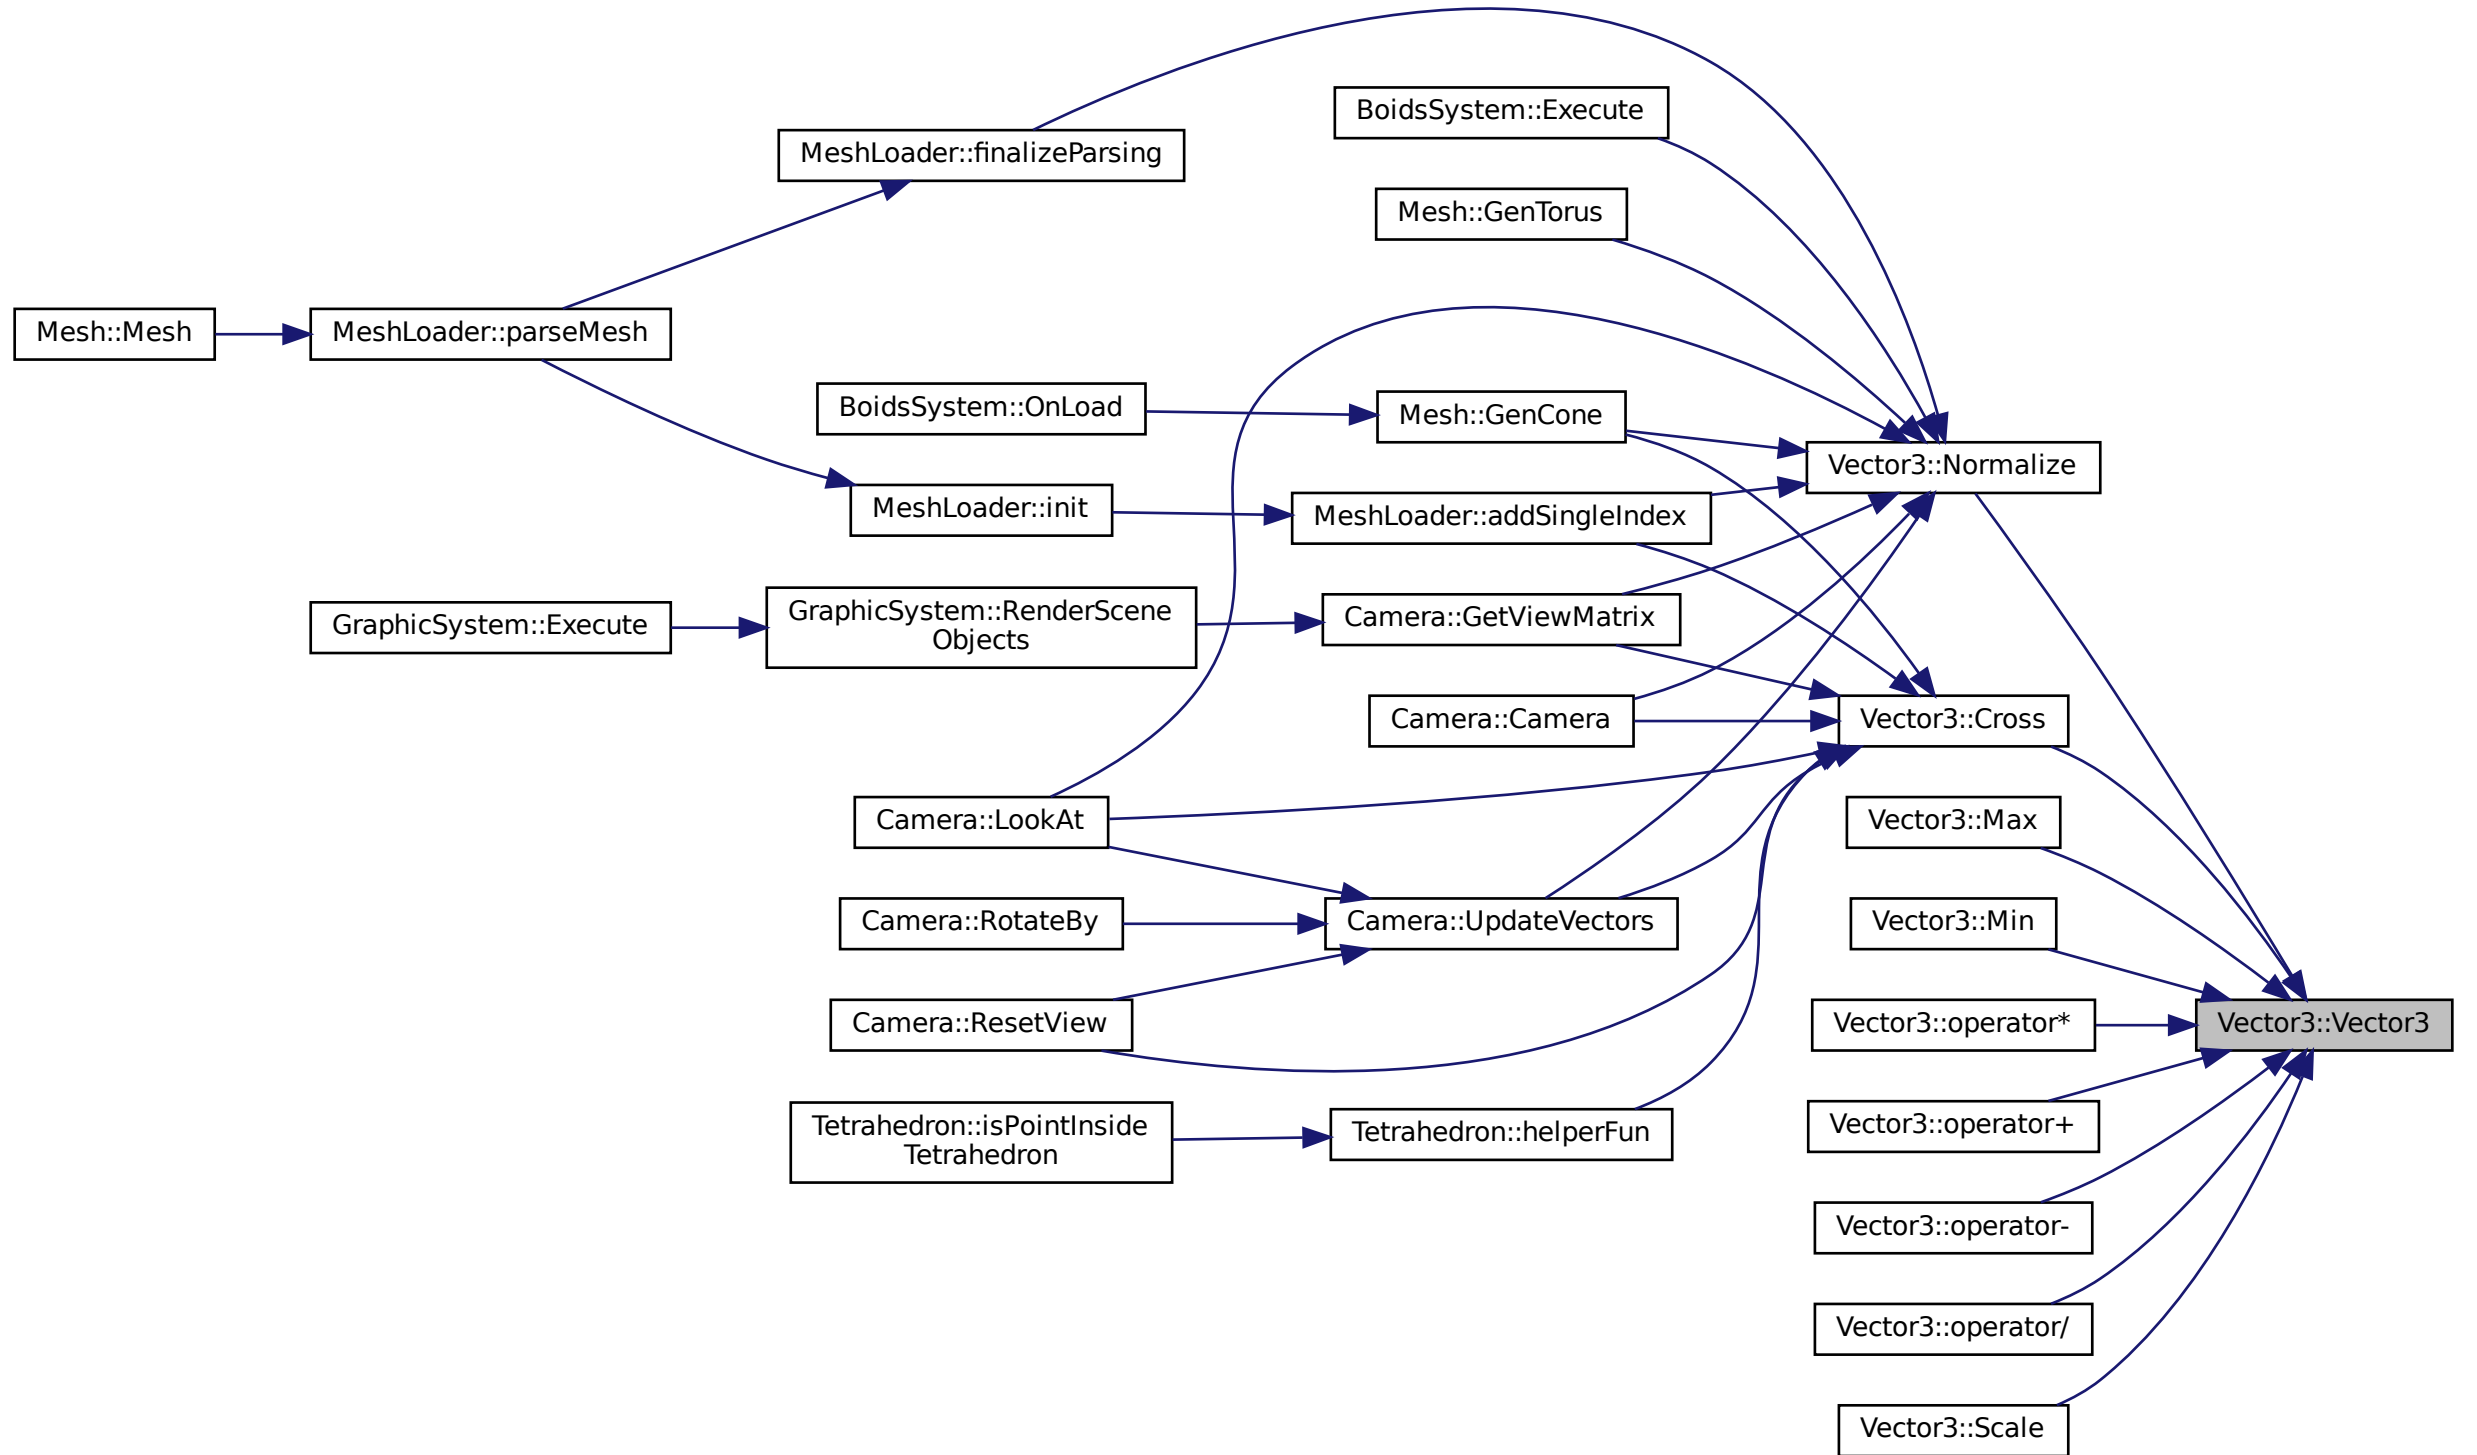 BoidsSystem::Execute
MeshLoader::finalizeParsing
Mesh::GenTorus
Mesh::Mesh
MeshLoader::parseMesh
BoidsSystem::OnLoad
Mesh::GenCone
Vector3::Normalize
MeshLoader::init
MeshLoader::addSingleIndex
GraphicSystem::Execute
GraphicSystem::RenderScene
Objects
Camera::GetViewMatrix
Camera::Camera
Vector3::Cross
Camera::LookAt
Vector3::Max
Camera::RotateBy
Camera::UpdateVectors
Vector3::Min
Camera::ResetView
Vector3::operator*
Vector3::Vector3
Tetrahedron::isPointInside
Tetrahedron
Tetrahedron::helperFun
Vector3::operator+
Vector3::operator-
Vector3::operator/
Vector3::Scale